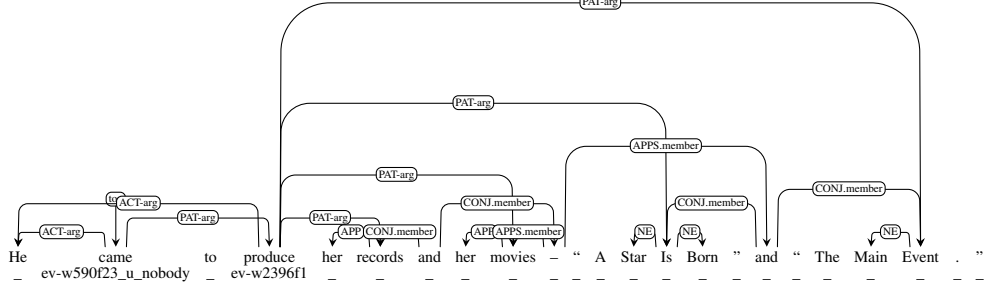 PAT-arg
PAT-arg
APPS.member
PAT-arg
CONJ.member
to
ACT-arg
CONJ.member
PAT-arg
PAT-arg
CONJ.member
ACT-arg
APP
CONJ.member
APPS.member
NE
NE
NE
He came to produce her records and her movies – “ A Star Is Born ” and “ The Main Event . ”
_ ev-w590f23_u_nobody _ ev-w2396f1 _ _ _ _ _ _ _ _ _ _ _ _ _ _ _ _ _ _ _